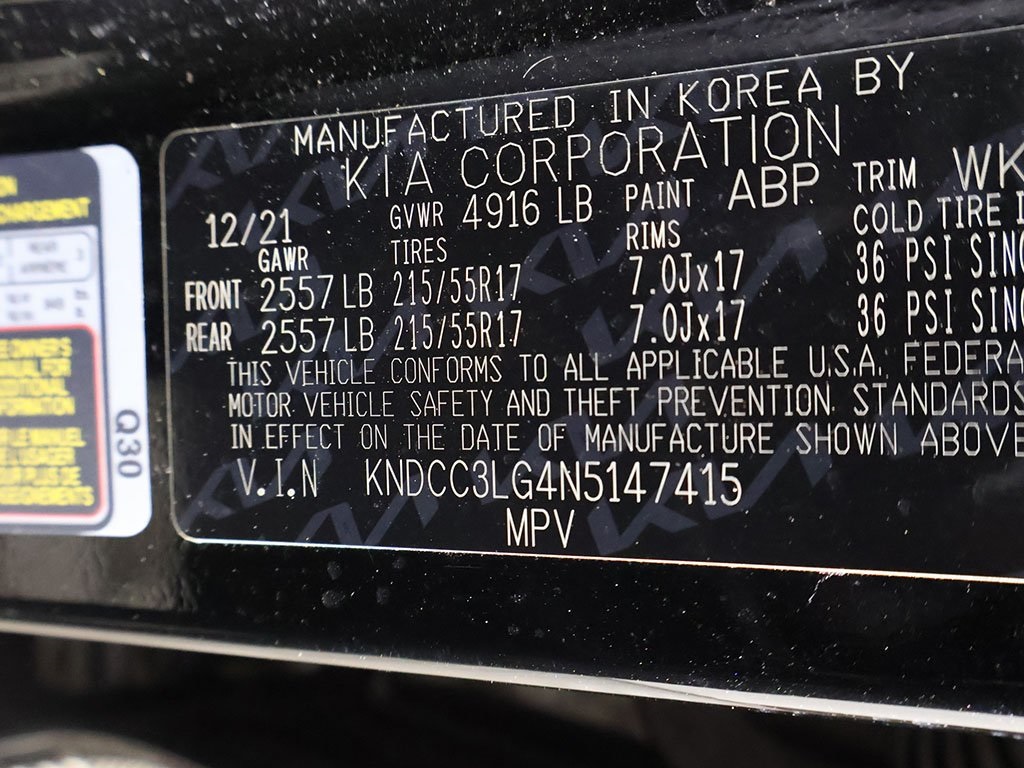 MANUFACTURED IN KOREA BY
KIA CORPORATION
12/21 GVWR 4916 LB PAINT ABP TRIM WK
GAWR TIRES RIMS COLD TIRE
FRONT 2557 LB 215/55R17 7.0Jx17 36 PSI SING
REAR 2557 LB 215/55R17 7.0Jx17 36 PSI SING
THIS VEHICLE CONFORMS TO ALL APPLICABLE U.S.A. FEDERA
MOTOR VEHICLE SAFETY AND THEFT PREVENTION STANDARDS
IN EFFECT ON THE DATE OF MANUFACTURE SHOWN ABOVE
V.I.N KNDCC3LG4N5147415
MPV
Q30